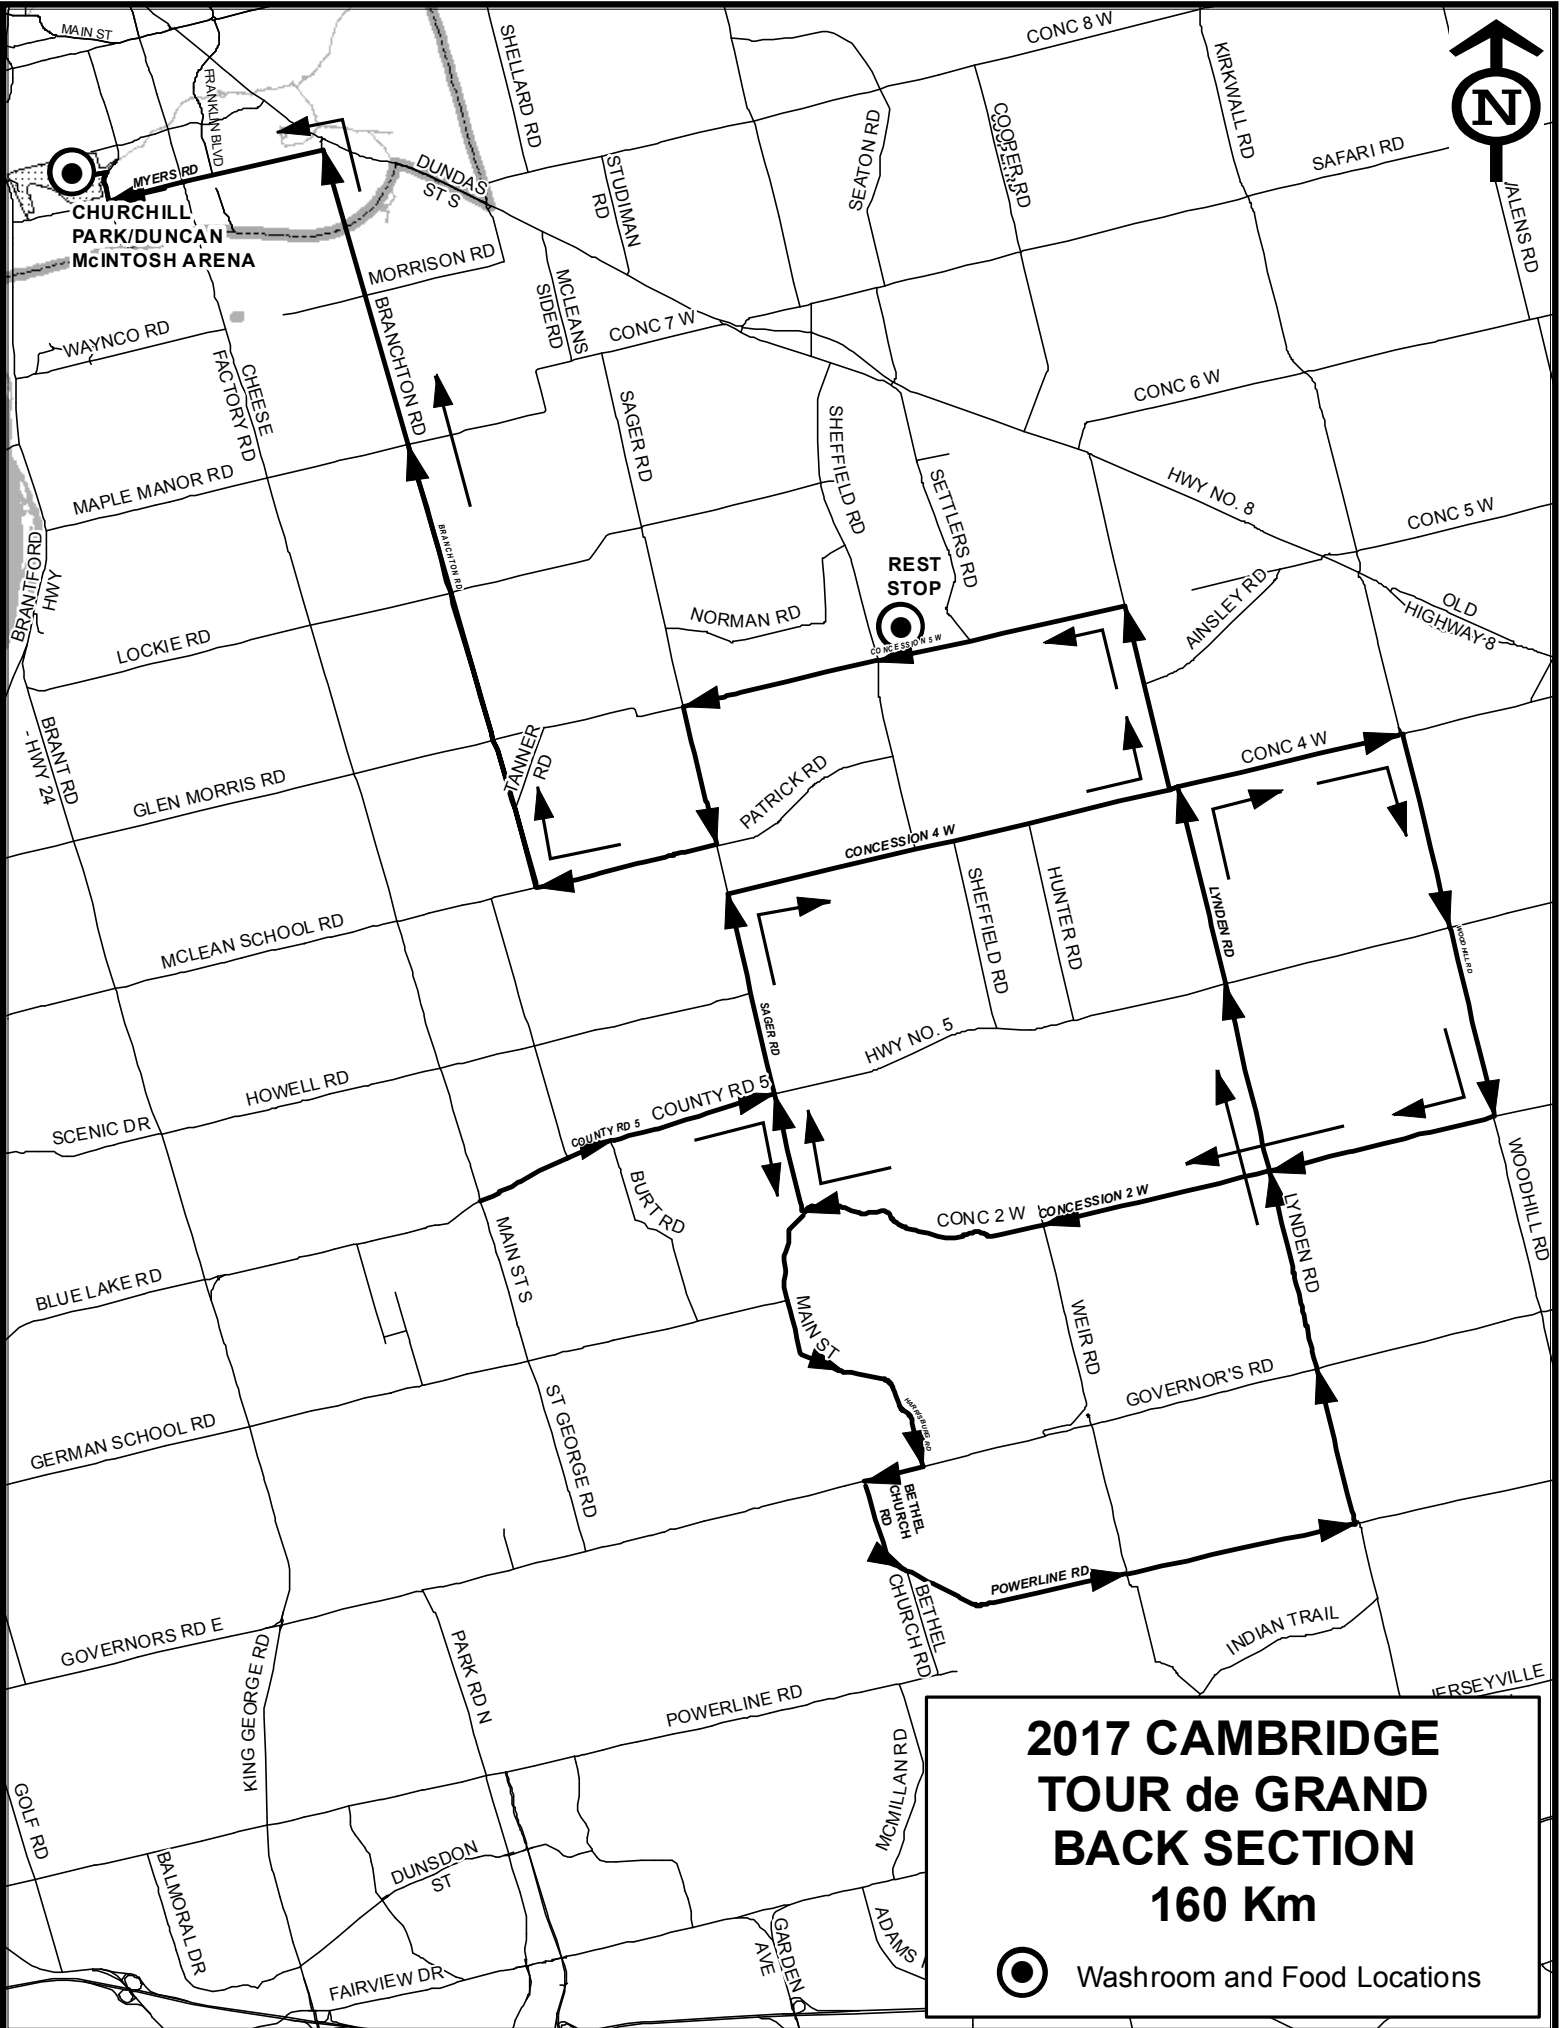 MAIN ST
FRANKLIN BLVD
SHELLARD RD
CONC 8 W
KIRKWALL RD
N
SAFARI RD
VALENS RD
SEATON RD
COOPER RD
STUDIMAN
RD
DUNDAS
ST S
MYERS RD
CHURCHILL
PARK/DUNCAN
McINTOSH ARENA
MORRISON RD
MCLEANS
SIDERD
CONC 7 W
WAYNCO RD
BRANCHTON RD
CHEESE
FACTORY RD
SAGER RD
SHEFFIELD RD
CONC 6 W
HWY NO. 8
CONC 5 W
SETTLERS RD
MAPLE MANOR RD
BRANCHTON RD
BRANTFORD
HWY
REST
STOP
NORMAN RD
CONCESSION 5 W
AINSLEY RD
OLD
HIGHWAY 8
LOCKIE RD
BRANT RD
- HWY 24
TANNER
RD
GLEN MORRIS RD
PATRICK RD
CONC 4 W
CONCESSION 4 W
SHEFFIELD RD
HUNTER RD
LYNDEN RD
WOODHILL RD
MCLEAN SCHOOL RD
SAGER RD
HWY NO. 5
HOWELL RD
COUNTY RD 5
COUNTY RD 5
SCENIC DR
BURT RD
CONC 2 W
CONCESSION 2 W
LYNDEN RD
WOODHILL RD
MAIN ST S
BLUE LAKE RD
MAIN ST
WEIR RD
GOVERNOR'S RD
HARRISBURG RD
ST GEORGE RD
GERMAN SCHOOL RD
BETHEL
CHURCH
RD
POWERLINE RD
BETHEL
CHURCH RD
INDIAN TRAIL
JERSEYVILLE
GOVERNORS RD E
KING GEORGE RD
PARK RD N
POWERLINE RD
MCMILLAN RD
GOLF RD
BALMORAL DR
DUNSDON
ST
FAIRVIEW DR
GARDEN
AVE
ADAMS
2017 CAMBRIDGE
TOUR de GRAND
BACK SECTION
160 Km
Washroom and Food Locations